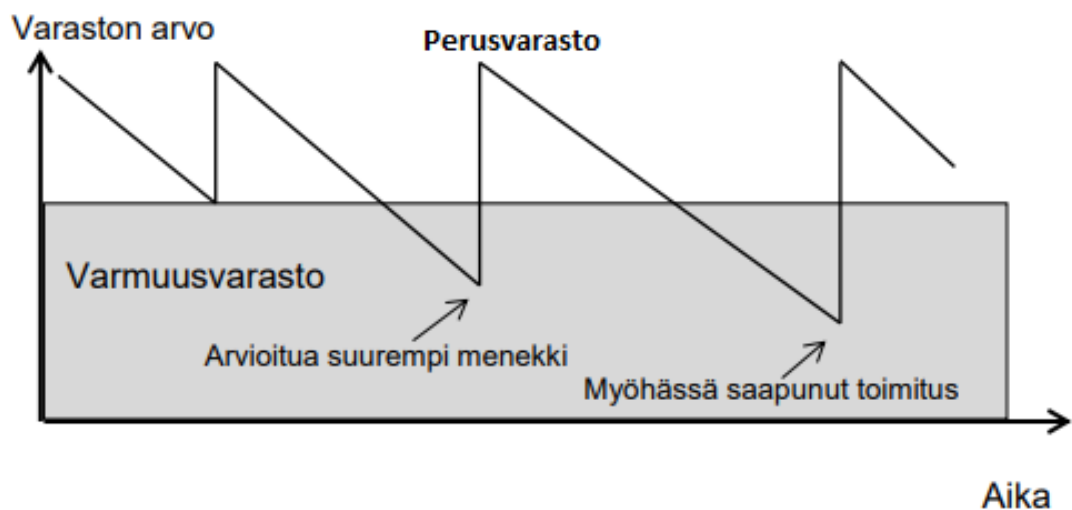 Varaston arvo
Perusvarasto
Varmuusvarasto
Arvioitua suurempi menekki
Myöhässä saapunut toimitus
Aika